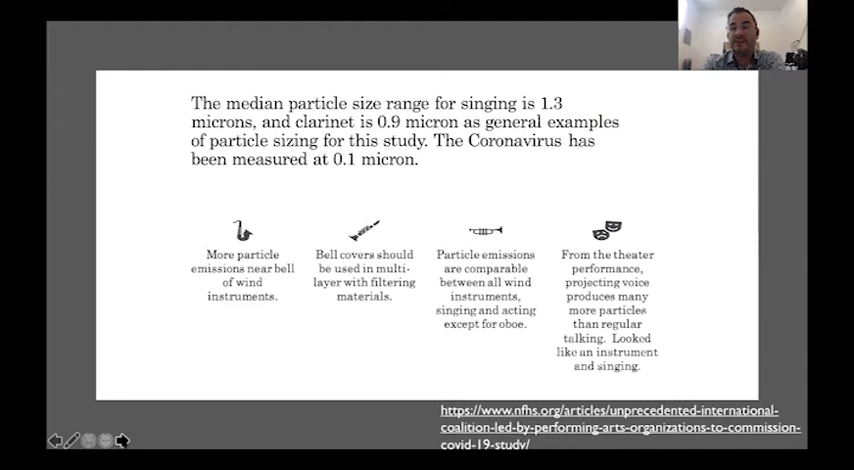 The median particle size range for singing is 1.3
microns, and clarinet is 0.9 micron as general examples
of particle sizing for this study. The Coronavirus has
been measured at 0.1 micron.
More particle
emissions near bell
of wind
instruments.
Bell covers should
be used in multi-
layer with filtering
materials.
Particle emissions
are comparable
between all wind
instruments,
singing and acting
except for oboe.
From the theater
performance,
projecting voice
produces many
more particles
than regular
talking. Looked
like an instrument
and singing.
https://www.nfhs.org/articles/unprecedented-international-
coalition-led-by-performing-arts-organizations-to-commission-
covid-19-study/